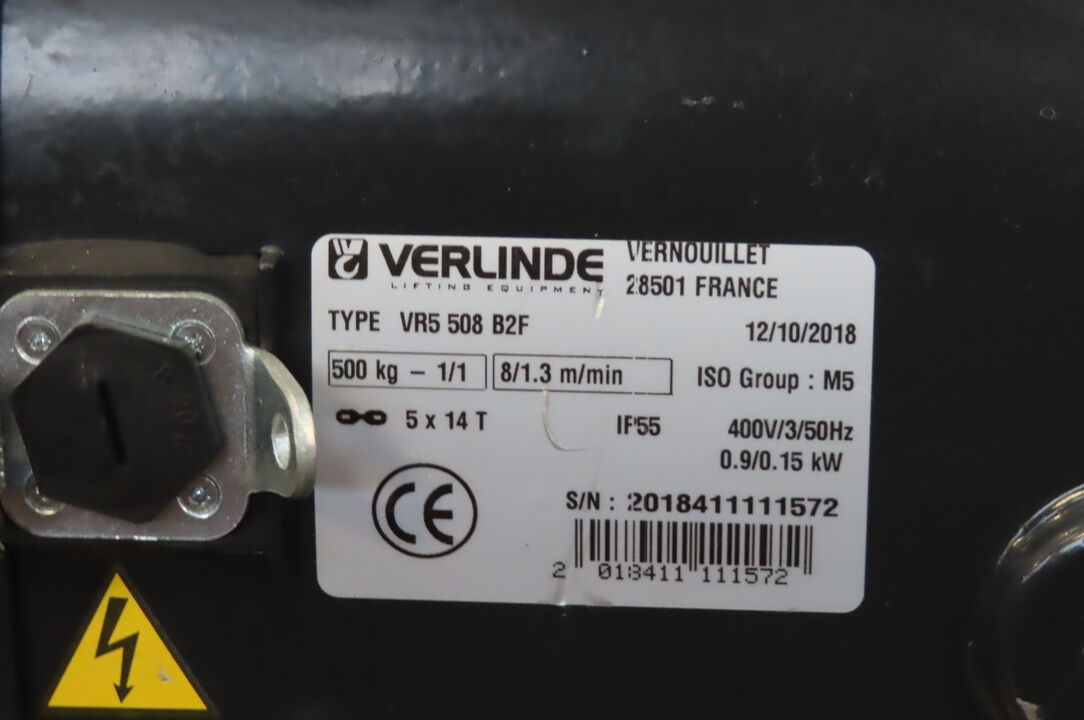 VERLINDE
LIFTING EQUIPMENT
VERNOUILLET
28501 FRANCE
TYPE VR5 508 B2F
12/10/2018
500 kg – 1/1
8/1.3 m/min
ISO Group : M5
5 x 14 T
IP55
400V/3/50Hz
0.9/0.15 kW
CE
S/N : 2018411111572
2 018411 111572